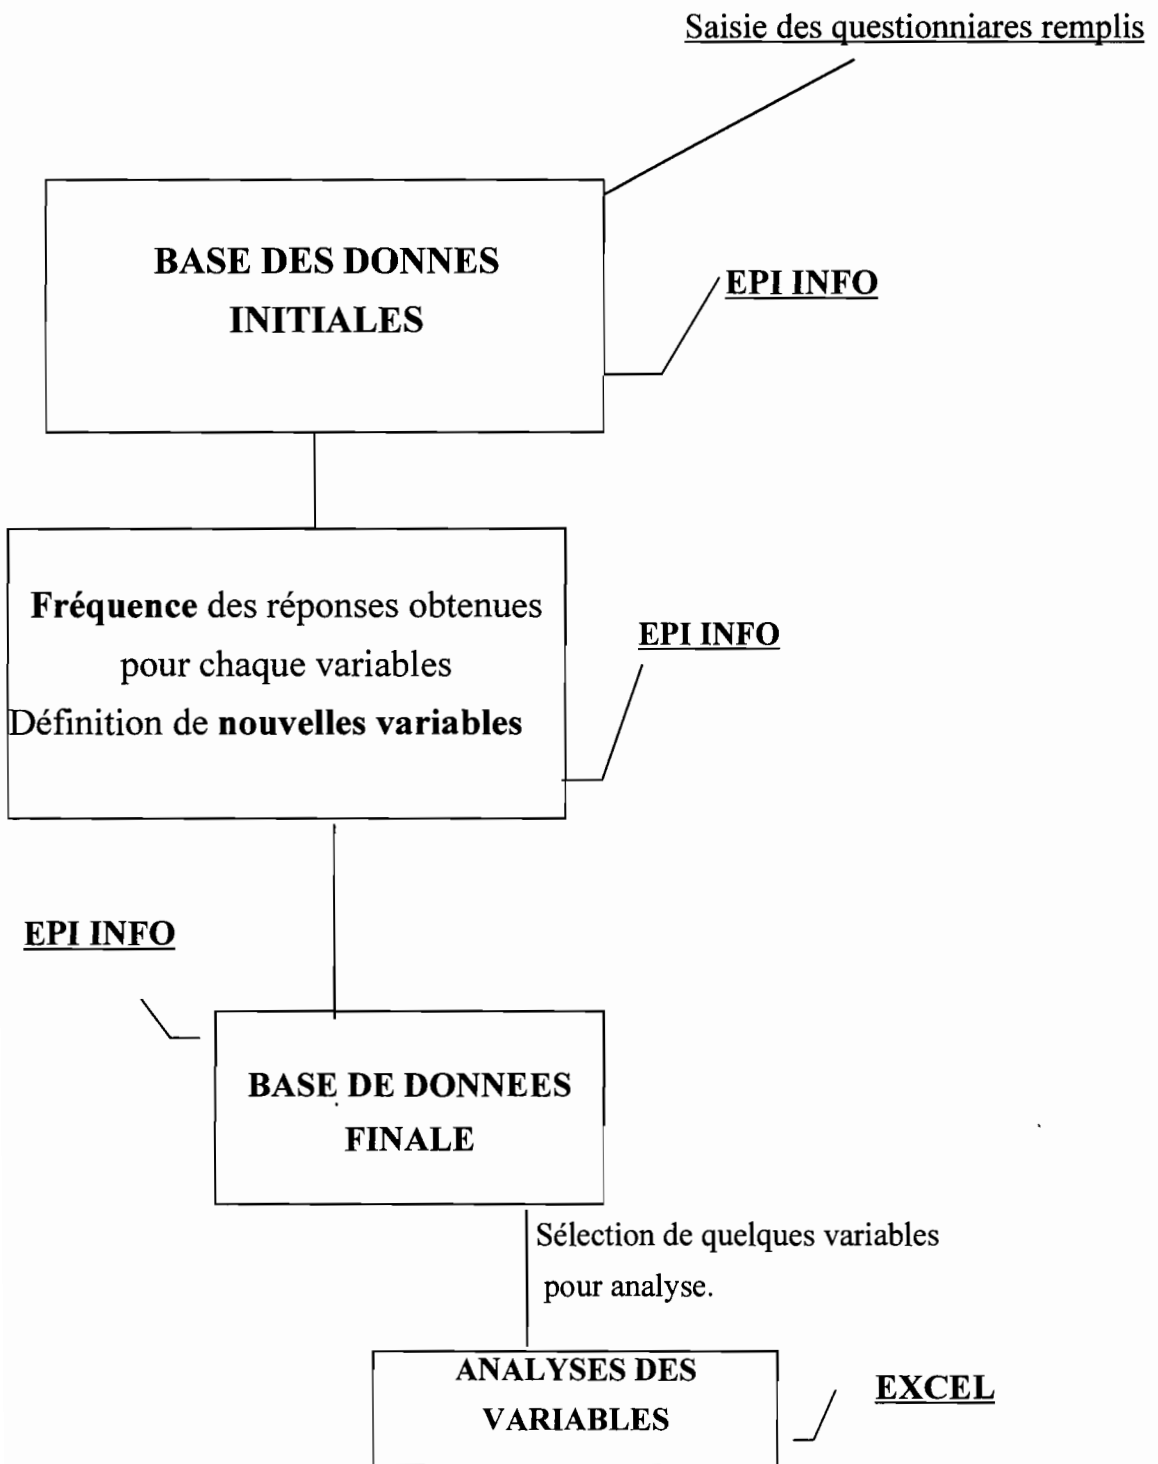 Saisie des questionniares remplis
BASE DES DONNES
INITIALES
EPI INFO
Fréquence des réponses obtenues
pour chaque variables
Définition de nouvelles variables
EPI INFO
EPI INFO
BASE DE DONNEES
FINALE
Sélection de quelques variables
pour analyse.
ANALYSES DES
VARIABLES
EXCEL